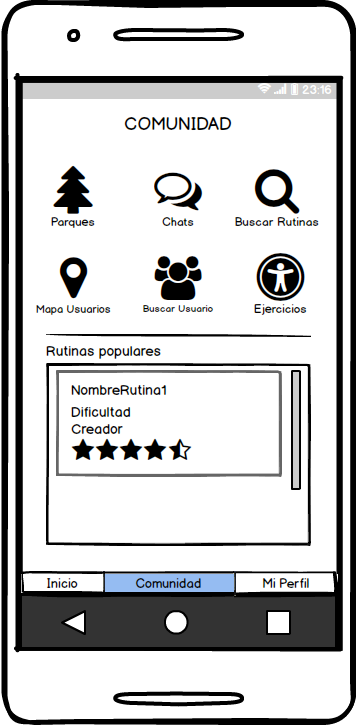 23:16
COMUNIDAD
Parques
Chats
Buscar Rutinas
Mapa Usuarios
Buscar Usuario
Ejercicios
Rutinas populares
NombreRutina1
Dificultad
Creador
Inicio
Comunidad
Mi Perfil